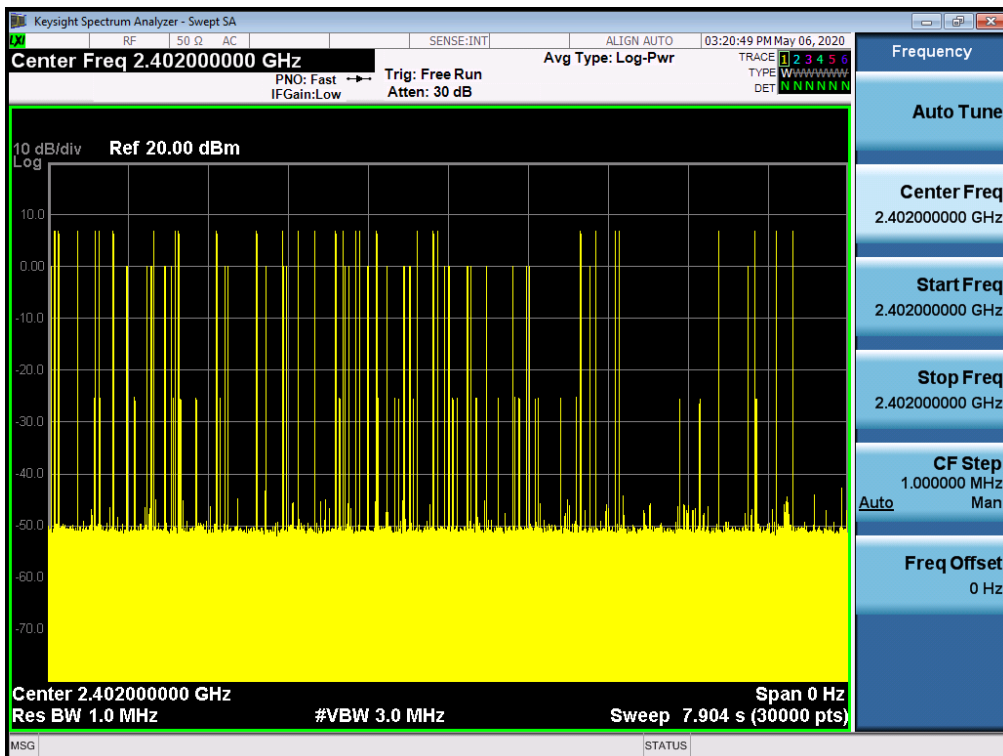 Keysight Spectrum Analyzer - Swept SA
LXI RF 50 Ω AC SENSE:INT ALIGN AUTO 03:20:49 PM May 06, 2020
Center Freq 2.402000000 GHz
PNO: Fast
IFGain:Low
Trig: Free Run
Atten: 30 dB
Avg Type: Log-Pwr
TRACE 1 2 3 4 5 6
TYPE W
DET N N N N N N
10 dB/div Ref 20.00 dBm
Log
10.0
0.00
-10.0
-20.0
-30.0
-40.0
-50.0
-60.0
-70.0
Center 2.402000000 GHz Span 0 Hz
Res BW 1.0 MHz #VBW 3.0 MHz Sweep 7.904 s (30000 pts)
MSG STATUS
Frequency
Auto Tune
Center Freq
2.402000000 GHz
Start Freq
2.402000000 GHz
Stop Freq
2.402000000 GHz
CF Step
1.000000 MHz
Auto Man
Freq Offset
0 Hz